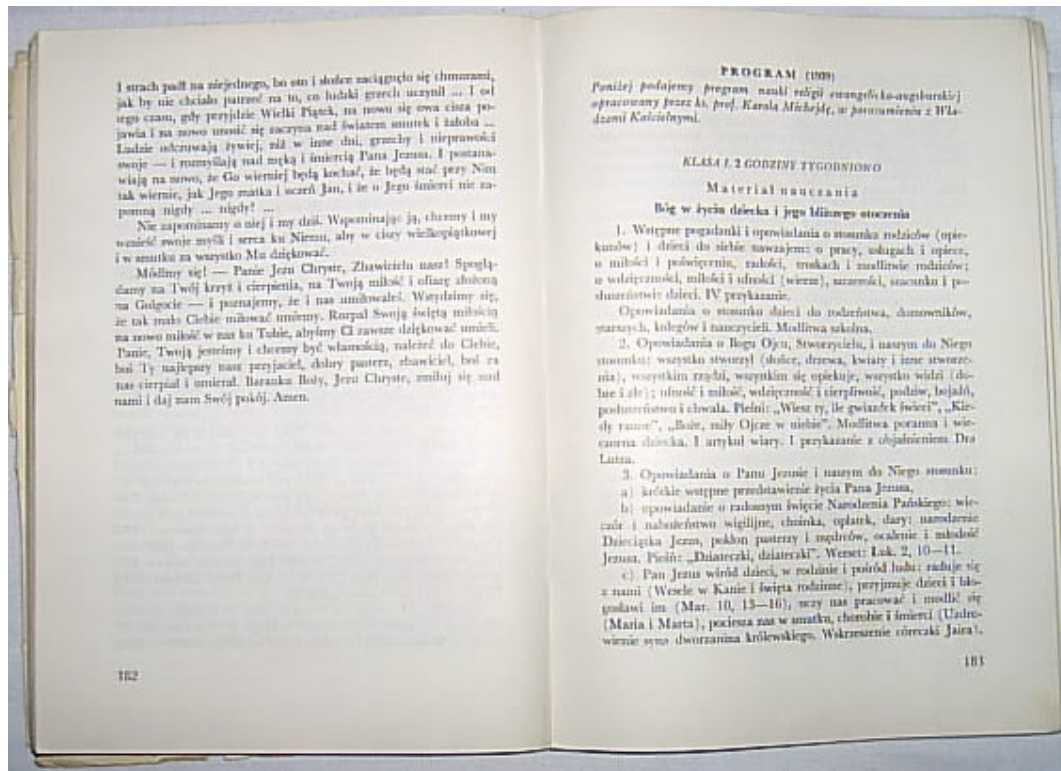 I strach padł na niejednego, bo oto i słońce zaciągnęło się chmurami,
jak by nie chciało patrzeć na to, co ludzki grzech uczynił ... I od
tego czasu, gdy przyjdzie Wielki Piątek, na nowo się owa cisza po-
jawia i na nowo unosić się zaczyna nad światem smutek i żałoba ...
Ludzie odczuwają żywiej, niż w inne dni, grzechy i nieprawości
swoje — i rozmyślają nad męką i śmiercią Pana Jezusa. I postana-
wiają na nowo, że Go wierniej będą kochać, że będą stać przy Nim
tak wiernie, jak Jego matka i uczeń Jan, i że o Jego śmierci nie za-
pomną nigdy ... nigdy! ...
Nie zapominamy o niej i my dziś. Wspominając ją, chcemy i my
wznieść swoje myśli i serca ku Niemu, aby w ciszy wielkopiątkowej
i w smutku za wszystko Mu dziękować.
Módlmy się! — Panie Jezu Chryste, Zbawicielu nasz! Spoglą-
damy na Twój krzyż i cierpienia, na Twoją miłość i ofiarę złożoną
na Golgocie — i poznajemy, że i nas umiłowałeś. Wstydzimy się,
że tak mało Ciebie miłować umiemy. Rozpal Swoją świętą miłością
na nowo miłość w nas ku Tobie, abyśmy Ci zawsze dziękować umieli.
Panie, Twoją jesteśmy i chcemy być własnością, należeć do Ciebie,
boś Ty najlepszy nasz przyjaciel, dobry pasterz, zbawiciel, boś za
nas cierpiał i umierał. Baranku Boży, Jezu Chryste, zmiłuj się nad
nami i daj nam Swój pokój. Amen.
182
PROGRAM (1939)
Poniżej podajemy program nauki religii ewangelicko-augsburskiej
opracowany przez ks. prof. Karola Michejdę, w porozumieniu z Wła-
dzami Kościelnymi.
KLASA I. 2 GODZINY TYGODNIOWO
Materiał nauczania
Bóg w życiu dziecka i jego bliższego otoczenia
1. Wstępne pogadanki i opowiadania o stosunku rodziców (opie-
kunów) i dzieci do siebie nawzajem: o pracy, usługach i opiece,
o miłości i poświęceniu, radości, troskach i modlitwie rodziców;
o wdzięczności, miłości i ufności (wierze), szczerości, szacunku i po-
słuszeństwie dzieci. IV przykazanie.
Opowiadania o stosunku dzieci do rodzeństwa, domowników,
starszych, kolegów i nauczycieli. Modlitwa szkolna.
2. Opowiadania o Bogu Ojcu, Stworzycielu, i naszym do Niego
stosunku: wszystko stworzył (słońce, drzewa, kwiaty i inne stworze-
nia), wszystkim rządzi, wszystkim się opiekuje, wszystko widzi (do-
bre i złe); ufność i miłość, wdzięczność i cierpliwość, podziw, bojaźń,
posłuszeństwo i chwała. Pieśni: „Wiesz ty, ile gwiazdek świeci”, „Kie-
dy ranne”, „Boże, miły Ojcze w niebie”. Modlitwa poranna i wie-
czorna dziecka. I artykuł wiary. I przykazanie z objaśnieniem Dra
Lutra.
3. Opowiadania o Panu Jezusie i naszym do Niego stosunku:
a) krótkie wstępne przedstawienie życia Pana Jezusa,
b) opowiadanie o radosnym święcie Narodzenia Pańskiego: wie-
czór i nabożeństwo wigilijne, choinka, opłatek, dary; narodzenie
Dzieciątka Jezus, pokłon pasterzy i mędrców, ocalenie i młodość
Jezusa. Pieśń: „Dziateczki, dziateczki”. Werset: Łuk. 2, 10—11.
c) Pan Jezus wśród dzieci, w rodzinie i pośród ludu: raduje się
z nami (Wesele w Kanie i święta rodzinne), przyjmuje dzieci i bło-
gosławi im (Mar. 10, 13—16), uczy nas pracować i modlić się
(Maria i Marta), pociesza nas w smutku, chorobie i śmierci (Uzdro-
wienie syna dworzanina królewskiego. Wskrzeszenie córeczki Jaira),
183